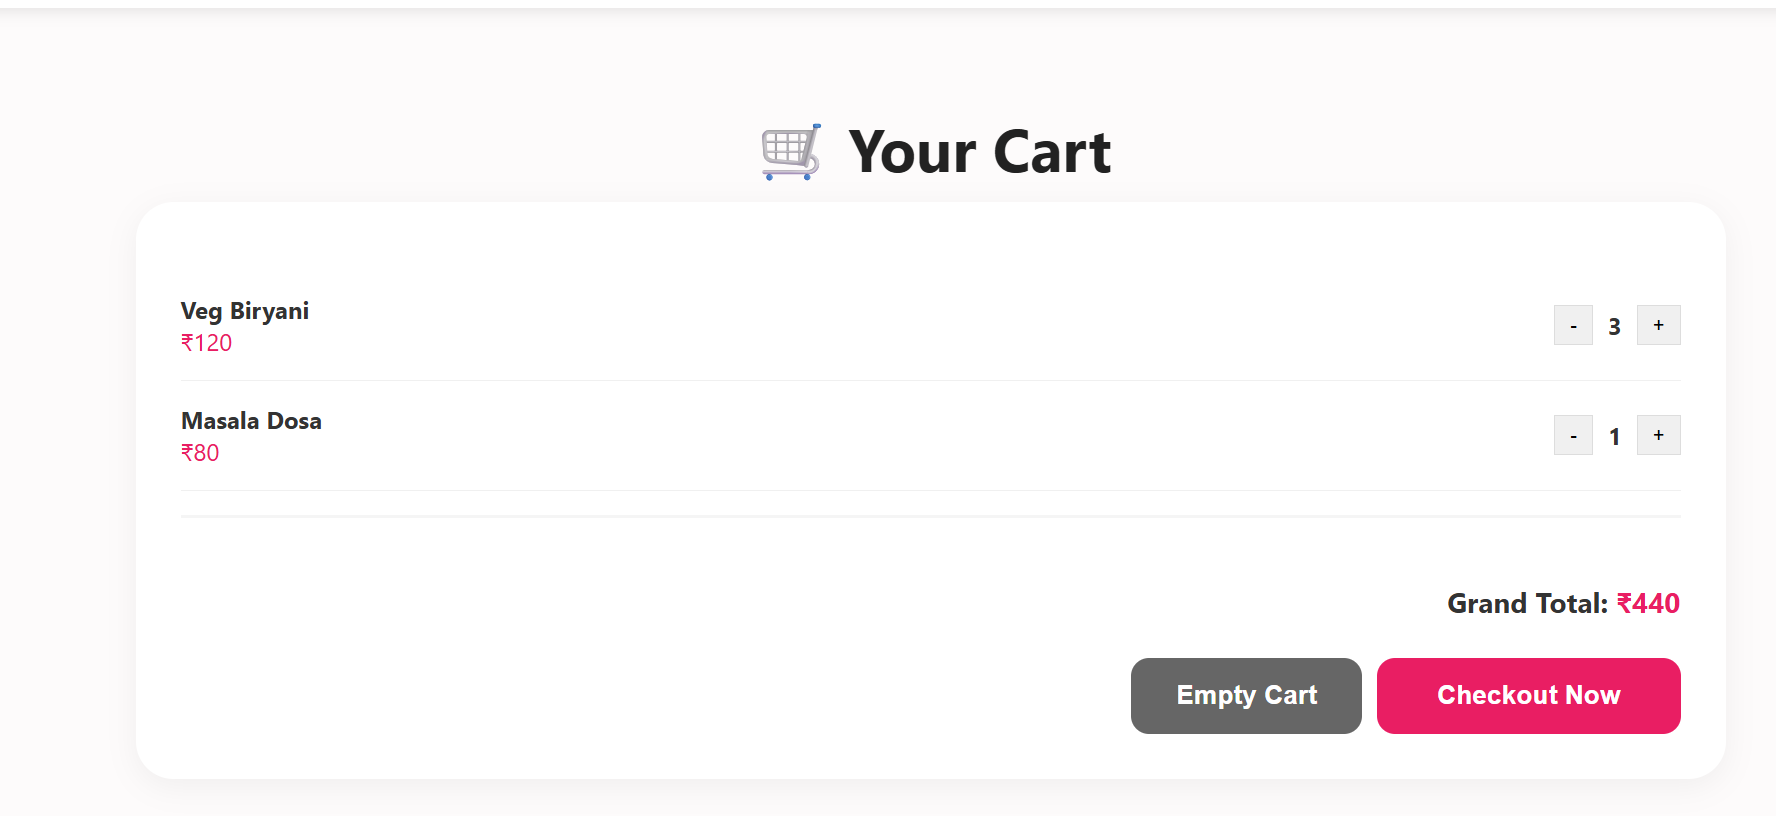 Your Cart
Veg Biryani
₹120
- 3 +
Masala Dosa
₹80
- 1 +
Grand Total: ₹440
Empty Cart
Checkout Now